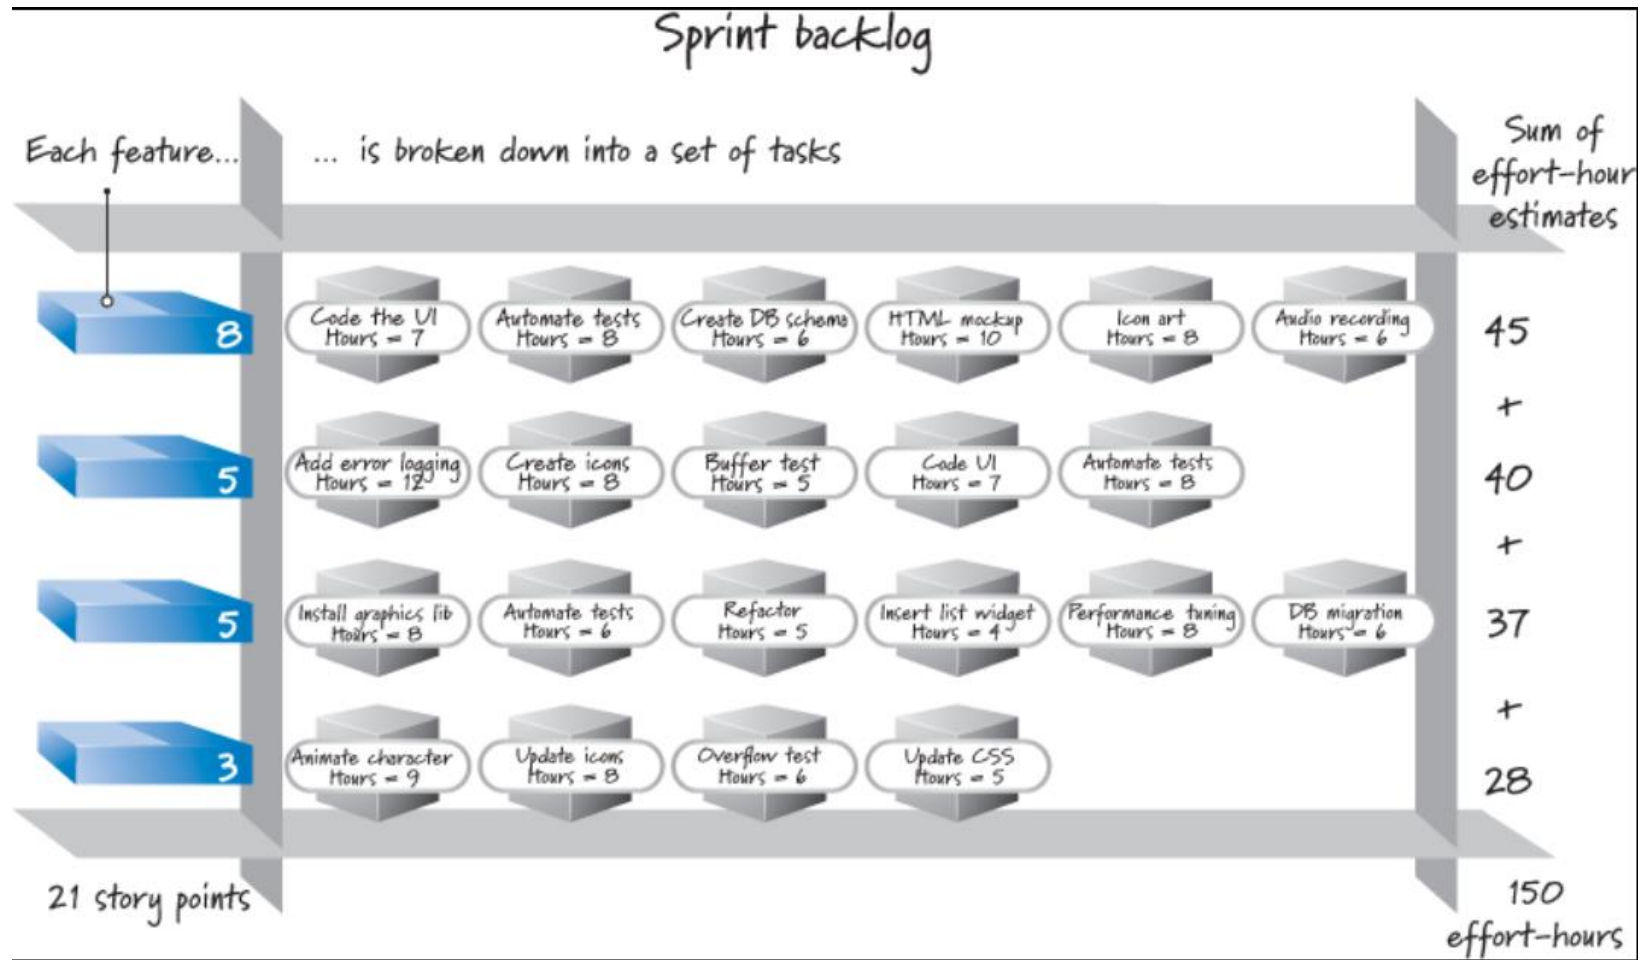 Sprint backlog
Each feature...
... is broken down into a set of tasks
Sum of
effort-hour
estimates
8
Code the UI
Hours = 7
Automate tests
Hours = 8
Create DB schema
Hours = 6
HTML mockup
Hours = 10
Icon art
Hours = 8
Audio recording
Hours = 6
45
+
5
Add error logging
Hours = 12
Create icons
Hours = 8
Buffer test
Hours = 5
Code UI
Hours = 7
Automate tests
Hours = 8
40
+
5
Install graphics lib
Hours = 8
Automate tests
Hours = 6
Refactor
Hours = 5
Insert list widget
Hours = 4
Performance tuning
Hours = 8
DB migration
Hours = 6
37
+
3
Animate character
Hours = 9
Update icons
Hours = 8
Overflow test
Hours = 6
Update CSS
Hours = 5
28
21 story points
150
effort-hours